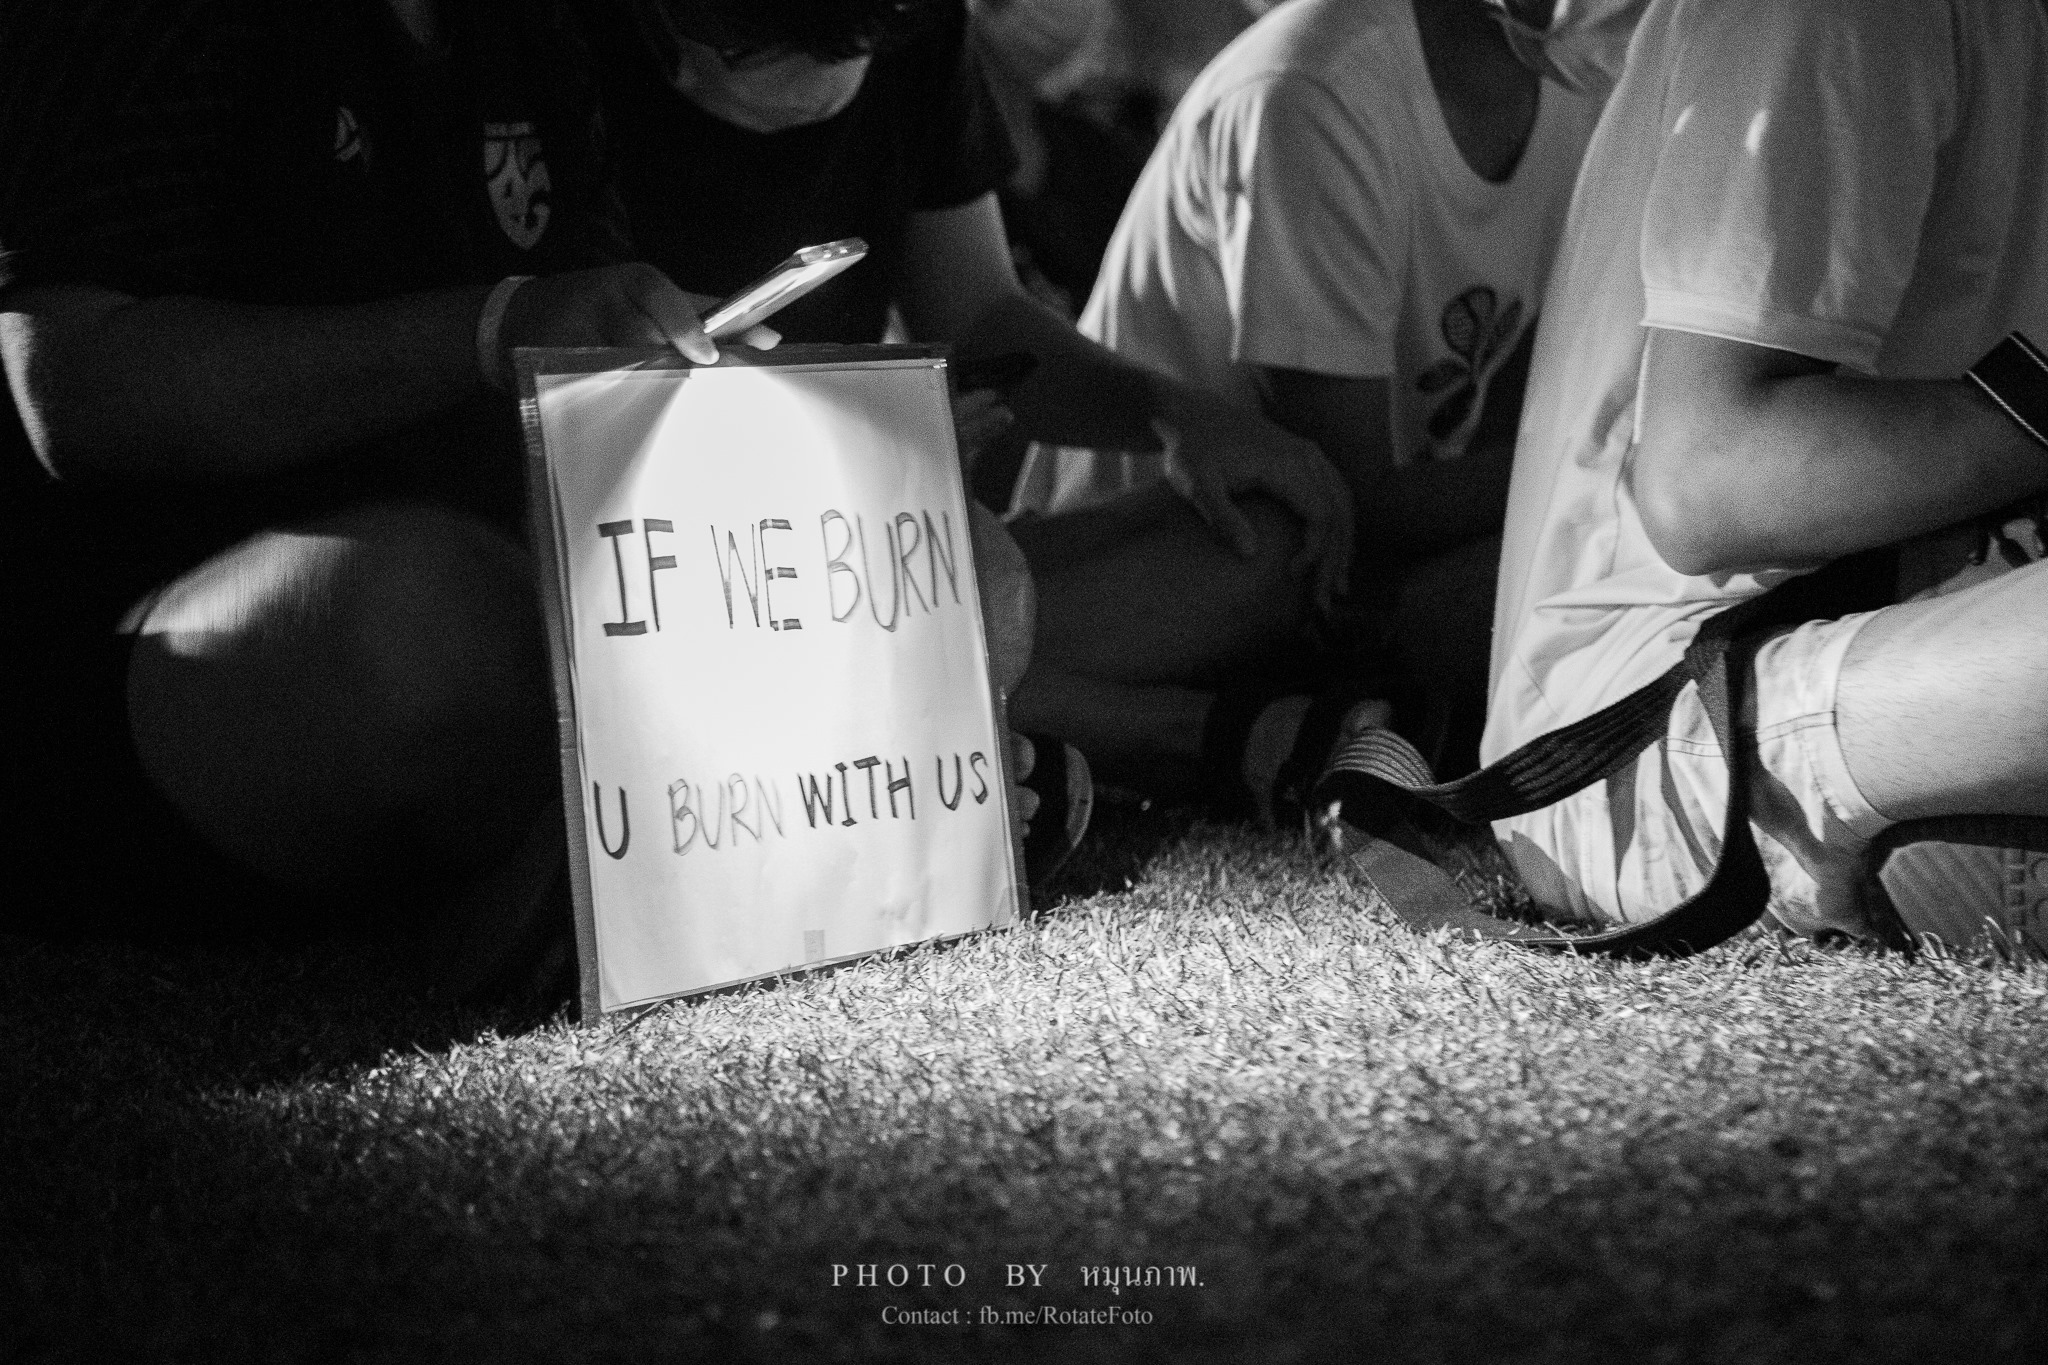 IF WE BURN
U BURN WITH US
PHOTO BY หมุนภาพ.
Contact : fb.me/RotateFoto